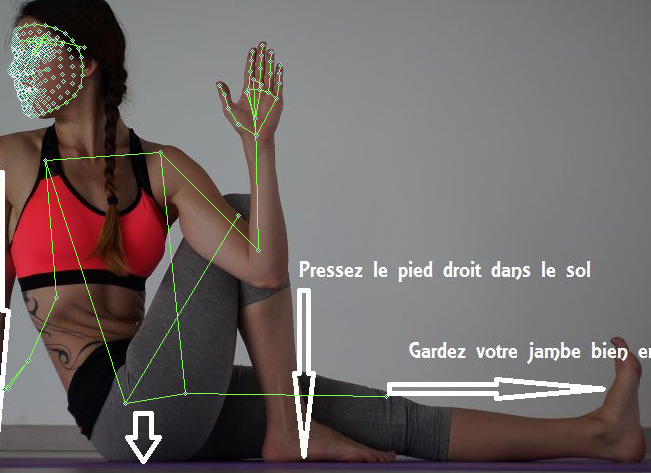 Pressez le pied droit dans le sol
Gardez votre jambe bien